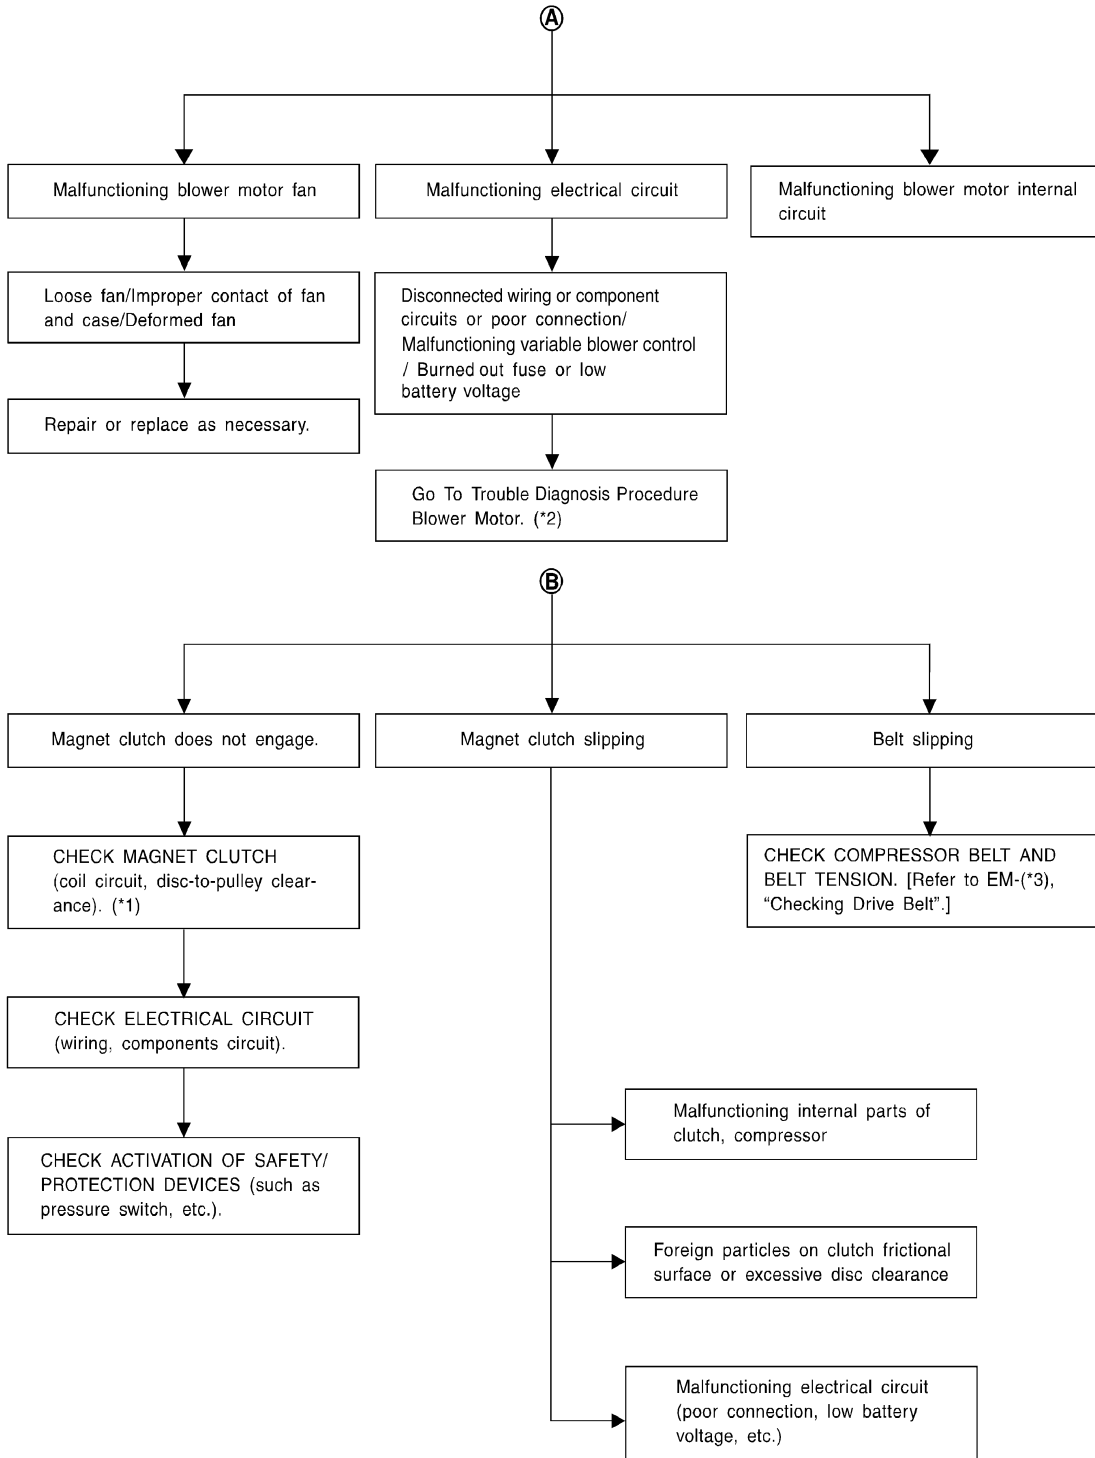 A
Malfunctioning blower motor fan
Malfunctioning electrical circuit
Malfunctioning blower motor internal
circuit
Loose fan/Improper contact of fan
and case/Deformed fan
Disconnected wiring or component
circuits or poor connection/
Malfunctioning variable blower control
/ Burned out fuse or low
battery voltage
Repair or replace as necessary.
Go To Trouble Diagnosis Procedure
Blower Motor. (*2)
B
Magnet clutch does not engage.
Magnet clutch slipping
Belt slipping
CHECK MAGNET CLUTCH
(coil circuit, disc-to-pulley clear-
ance). (*1)
CHECK COMPRESSOR BELT AND
BELT TENSION. [Refer to EM-(*3),
“Checking Drive Belt”.]
CHECK ELECTRICAL CIRCUIT
(wiring, components circuit).
CHECK ACTIVATION OF SAFETY/
PROTECTION DEVICES (such as
pressure switch, etc.).
Malfunctioning internal parts of
clutch, compressor
Foreign particles on clutch frictional
surface or excessive disc clearance
Malfunctioning electrical circuit
(poor connection, low battery
voltage, etc.)